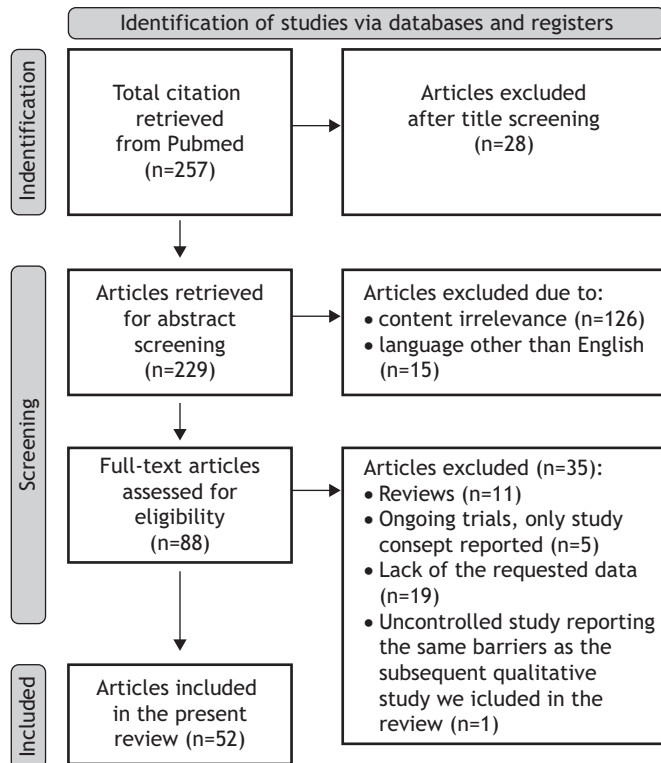 Identification of studies via databases and registers
Indentification
Total citation
retrieved
from Pubmed
(n=257)
Articles excluded
after title screening
(n=28)
Screening
Articles retrieved
for abstract
screening
(n=229)
Articles excluded due to:
• content irrelevance (n=126)
• language other than English
(n=15)
Full-text articles
assessed for
eligibility
(n=88)
Articles excluded (n=35):
• Reviews (n=11)
• Ongoing trials, only study
consept reported (n=5)
• Lack of the requested data
(n=19)
• Uncontrolled study reporting
the same barriers as the
subsequent qualitative
study we icluded in the
review (n=1)
Included
Articles included
in the present
review (n=52)